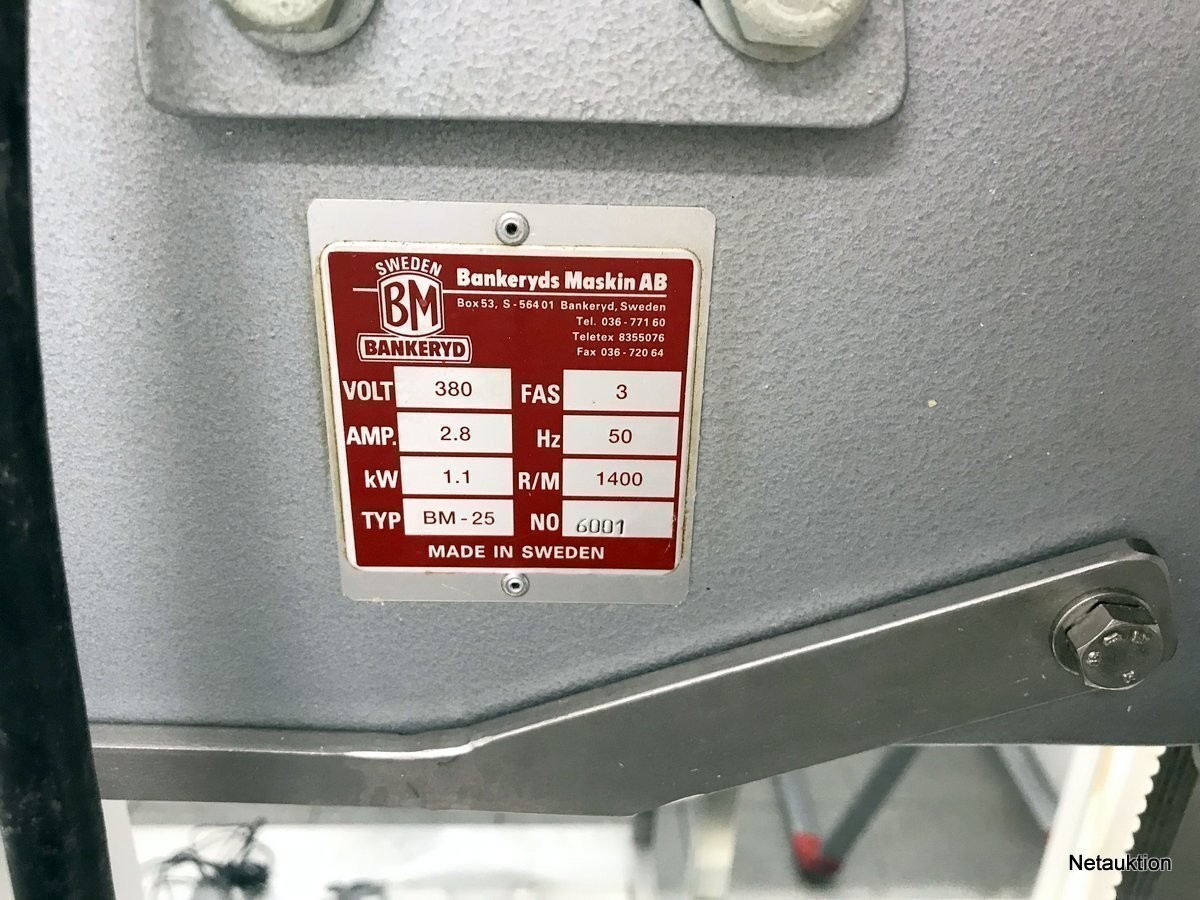 SWEDEN
BM
BANKERYD
Bankeryds Maskin AB
Box 53, S-564 01 Bankeryd, Sweden
Tel. 036-771 60
Teletex 8355076
Fax 036-720 64
VOLT 380 FAS 3
AMP. 2.8 Hz 50
kW 1.1 R/M 1400
TYP BM-25 NO 6001
MADE IN SWEDEN
Netauktion